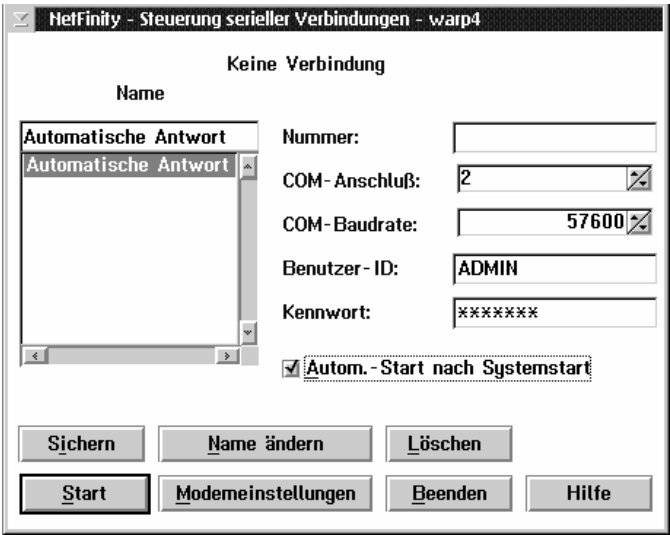 NetFinity - Steuerung serieller Verbindungen - warp4
Keine Verbindung
Name
Automatische Antwort
Automatische Antwort
Nummer:
COM-Anschluß: 2
COM-Baudrate: 57600
Benutzer-ID: ADMIN
Kennwort: *******
Autom.-Start nach Systemstart
Sichern Name ändern Löschen
Start Modemeinstellungen Beenden Hilfe